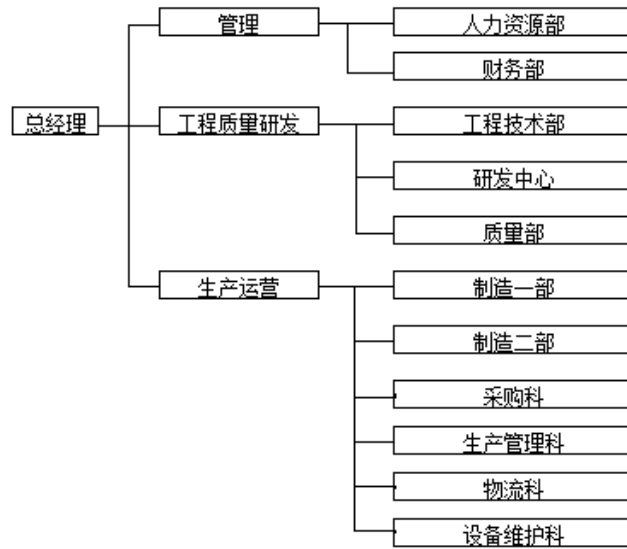 管理
人力资源部
财务部
总经理
工程质量研发
工程技术部
研发中心
质量部
生产运营
制造一部
制造二部
采购科
生产管理科
物流科
设备维护科